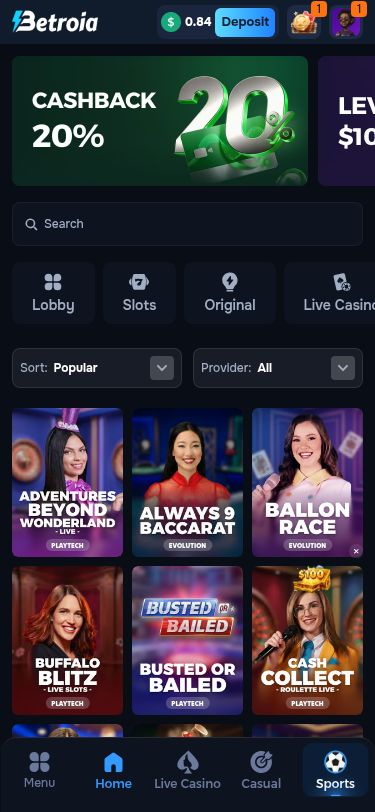 Betroia
$ 0.84 Deposit
1
1
CASHBACK
20%
20%
LEV
$10
Search
Lobby
Slots
Original
Live Casino
Sort: Popular
Provider: All
ADVENTURES
BEYOND
WONDERLAND
- LIVE -
PLAYTECH
ALWAYS 9
BACCARAT
EVOLUTION
BALLON
RACE
EVOLUTION
BUFFALO
BLITZ
- LIVE SLOTS -
PLAYTECH
BUSTED OR
BAILED
BUSTED OR
BAILED
PLAYTECH
$100
CASH
COLLECT
- ROULETTE LIVE -
PLAYTECH
Menu
Home
Live Casino
Casual
Sports